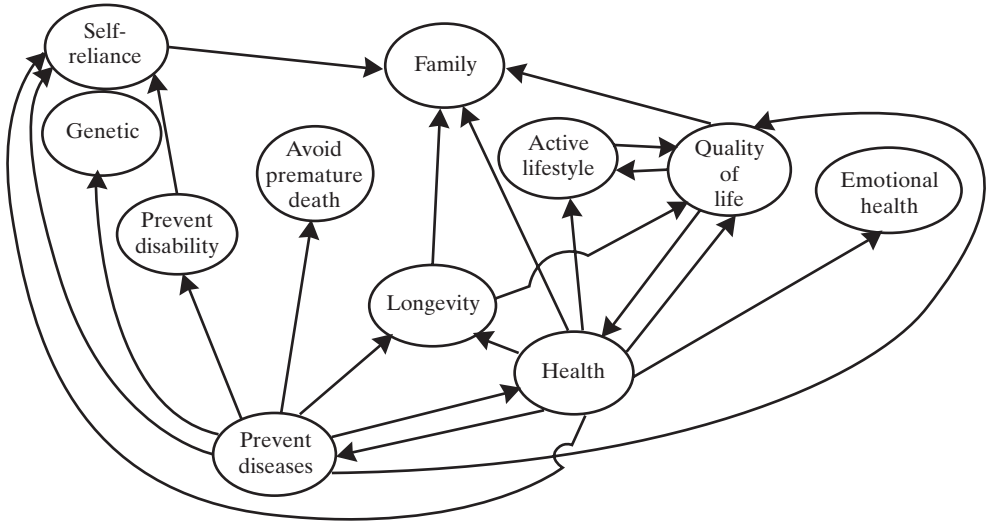 Self-
reliance
Family
Genetic
Avoid
premature
death
Active
lifestyle
Quality
of
life
Emotional
health
Prevent
disability
Longevity
Health
Prevent
diseases